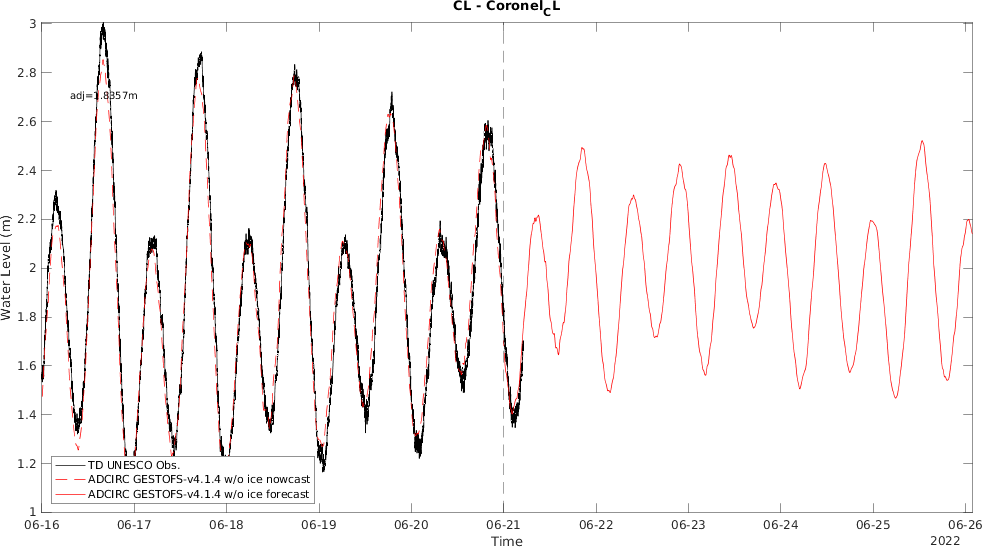 CL - Coronel_CL
3
2.8
2.6
2.4
2.2
2
1.8
1.6
1.4
1.2
1
Water Level (m)
adj=1.8357m
TD UNESCO Obs.
ADCIRC GESTOFS-v4.1.4 w/o ice nowcast
ADCIRC GESTOFS-v4.1.4 w/o ice forecast
06-16 06-17 06-18 06-19 06-20 06-21 06-22 06-23 06-24 06-25 06-26
Time
2022